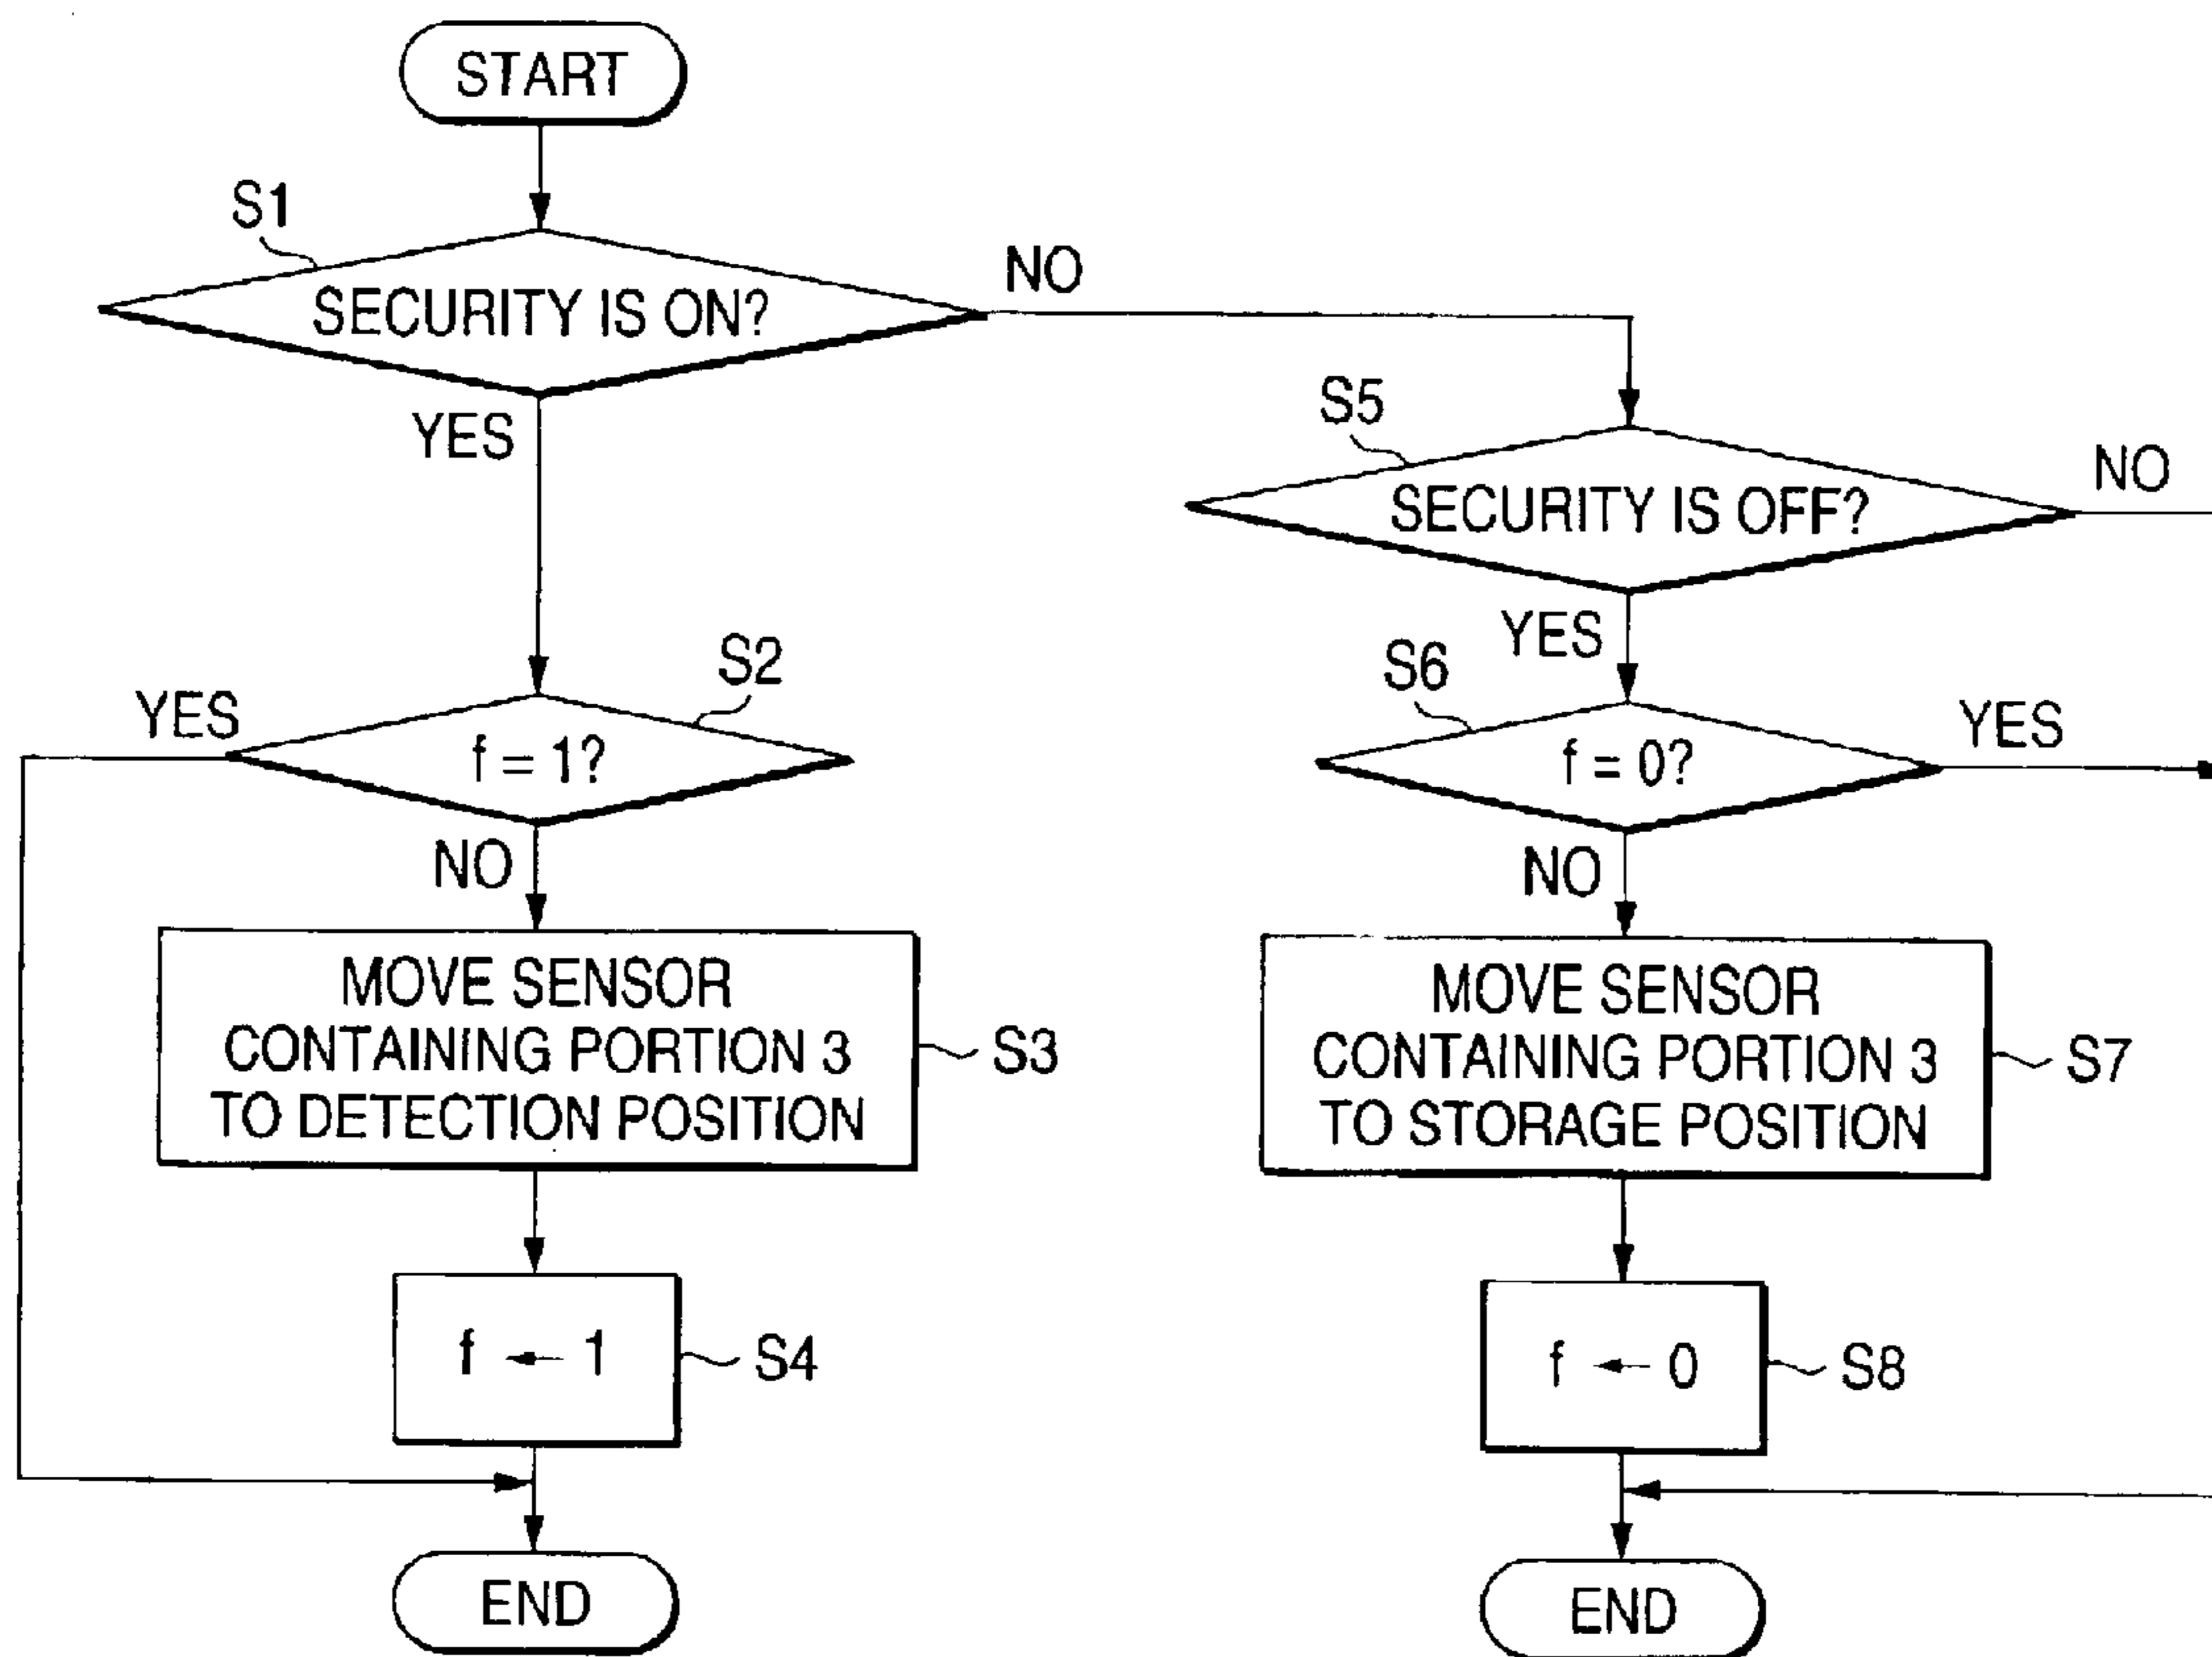 START
S1
SECURITY IS ON?
NO
YES
S5
SECURITY IS OFF?
NO
YES
S2
f = 1?
YES
NO
S6
f = 0?
YES
NO
MOVE SENSOR
CONTAINING PORTION 3
TO DETECTION POSITION
S3
MOVE SENSOR
CONTAINING PORTION 3
TO STORAGE POSITION
S7
f ← 1
S4
f ← 0
S8
END
END